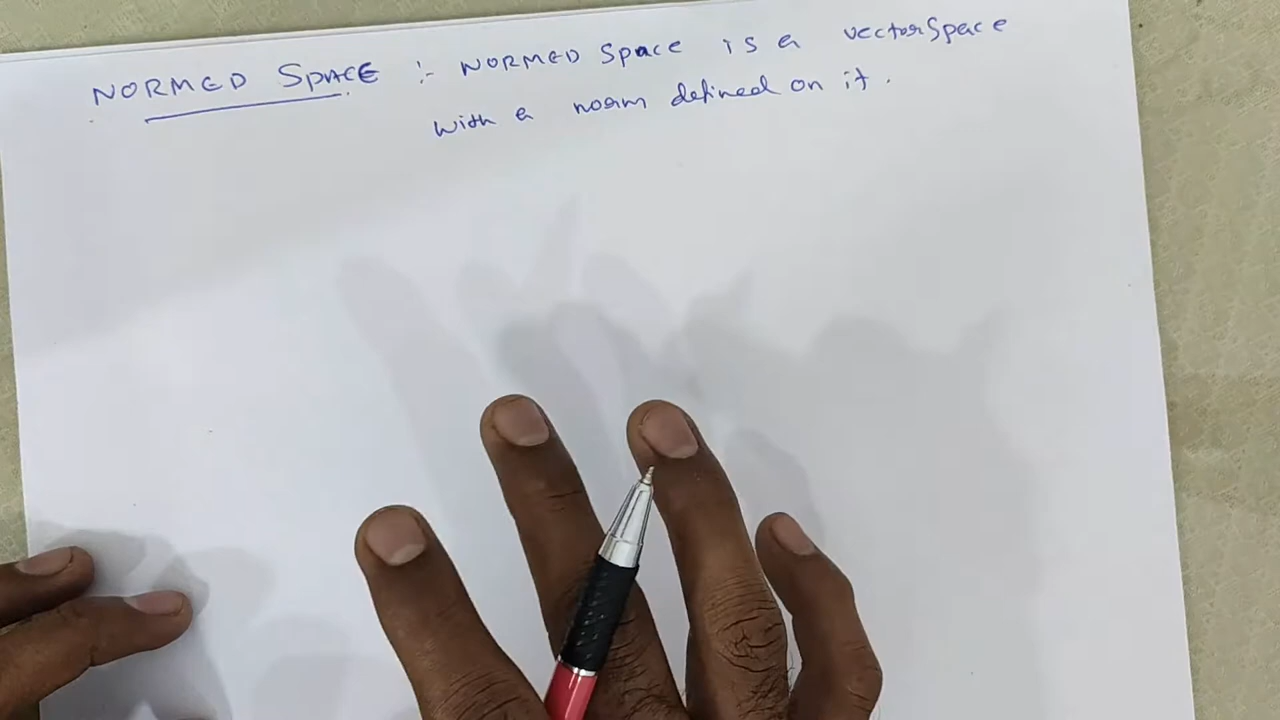 NORMED SPACE :- NORMED Space is a vectorSpace
with a norm defined on it.